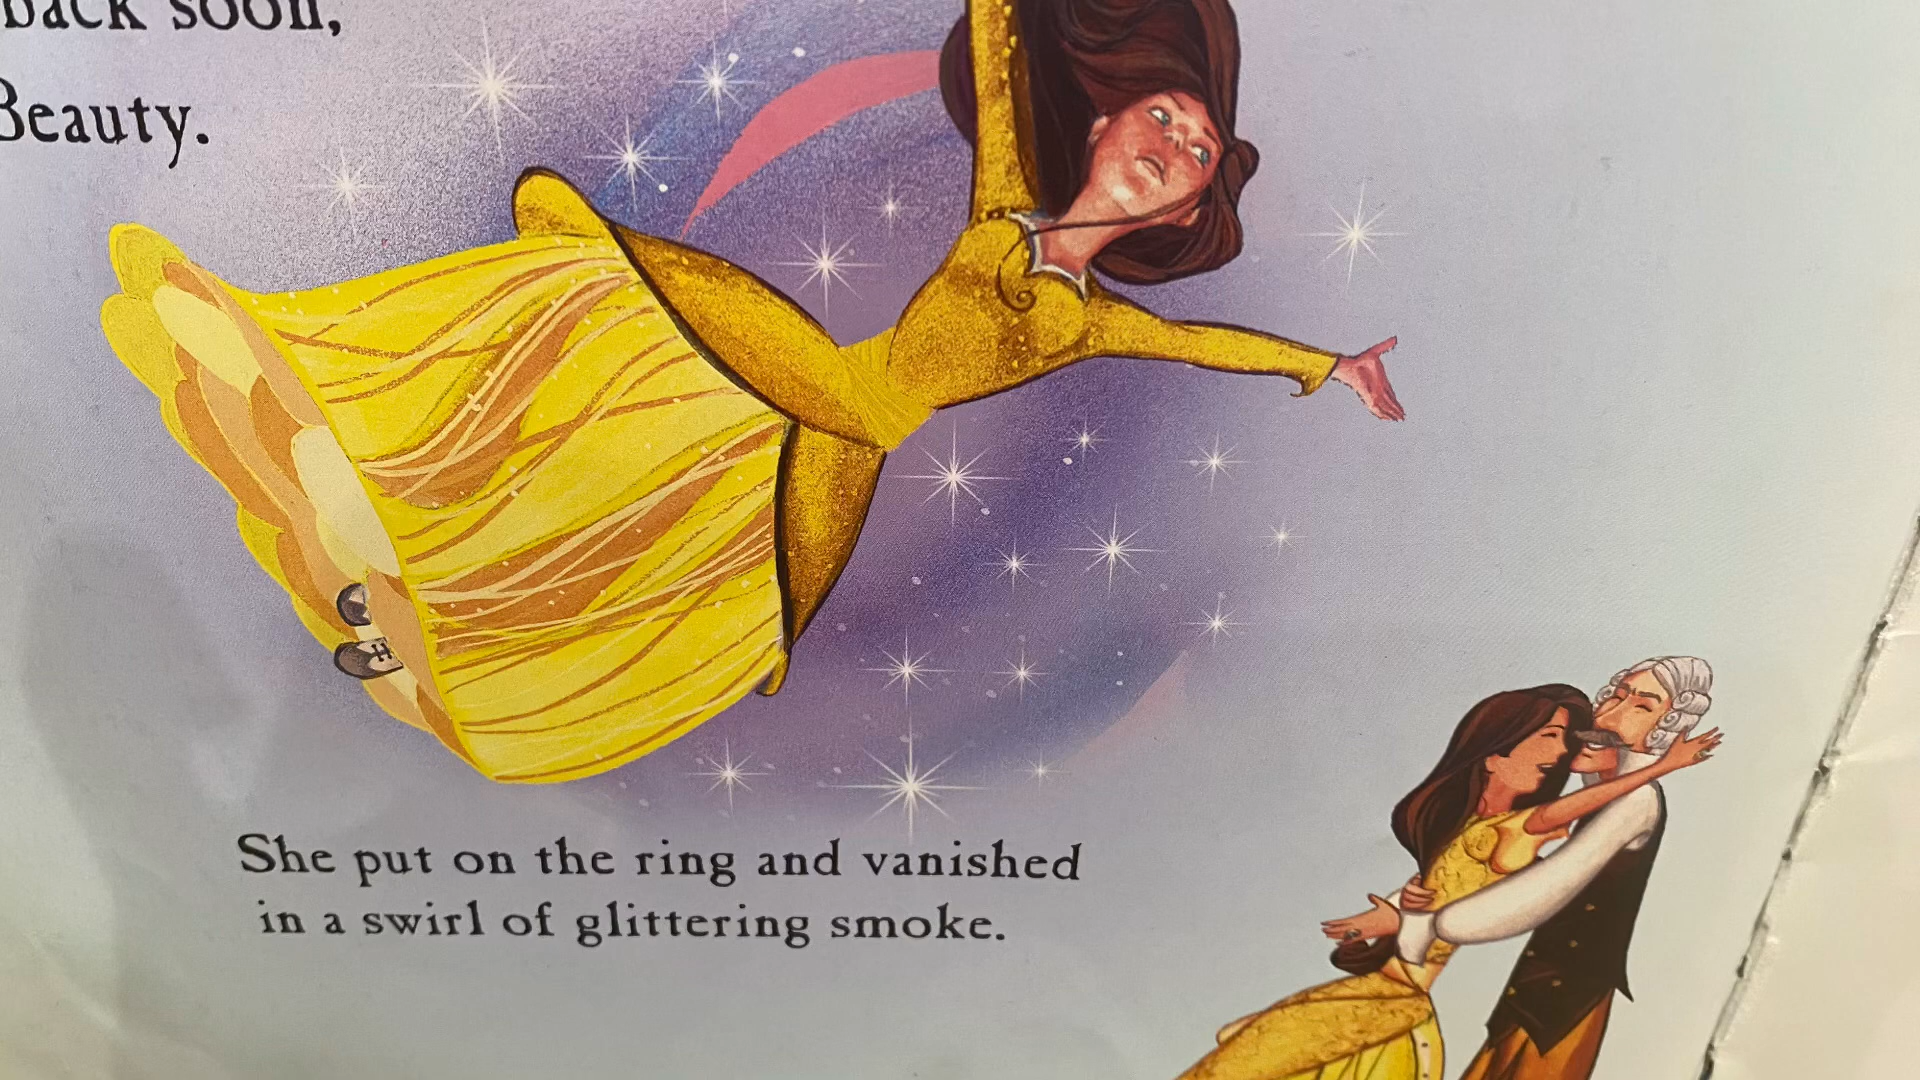 back soon,
Beauty.
She put on the ring and vanished
in a swirl of glittering smoke.